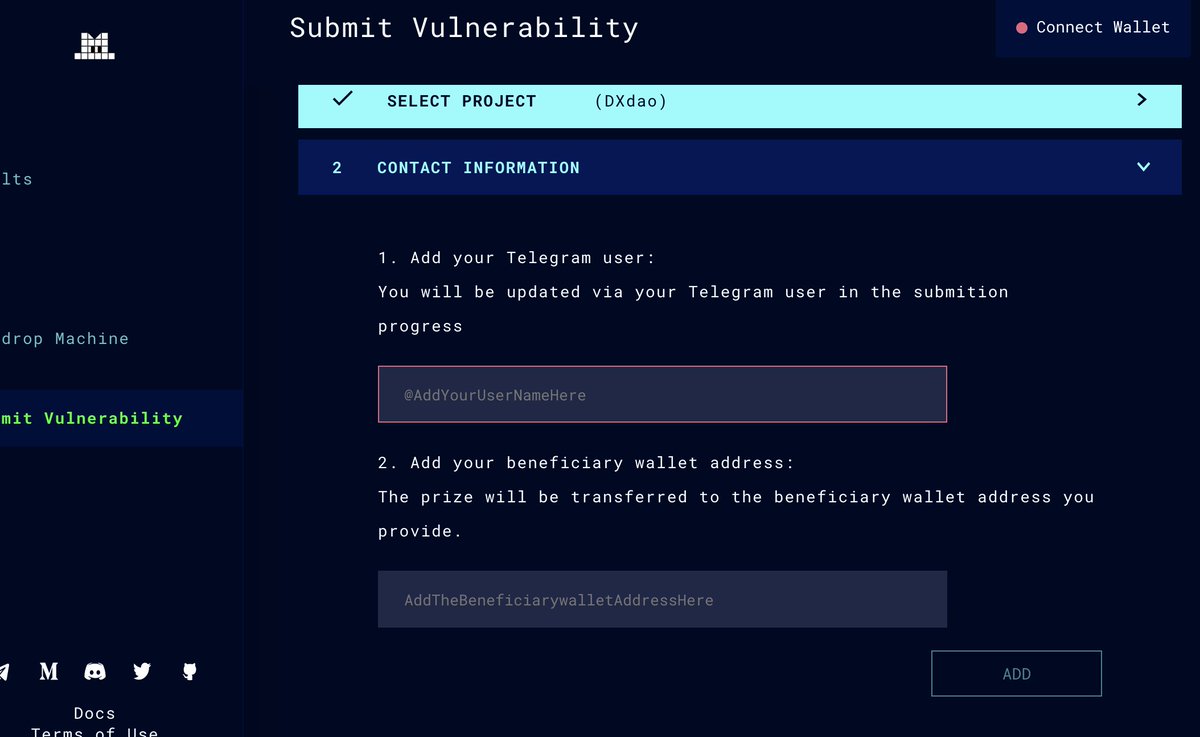 Submit Vulnerability
Connect Wallet
SELECT PROJECT (DXdao)
2 CONTACT INFORMATION
lts
drop Machine
mit Vulnerability
1. Add your Telegram user:
You will be updated via your Telegram user in the submition
progress
@AddYourUserNameHere
2. Add your beneficiary wallet address:
The prize will be transferred to the beneficiary wallet address you
provide.
AddTheBeneficiarywalletAddressHere
ADD
Docs
Terms of Use